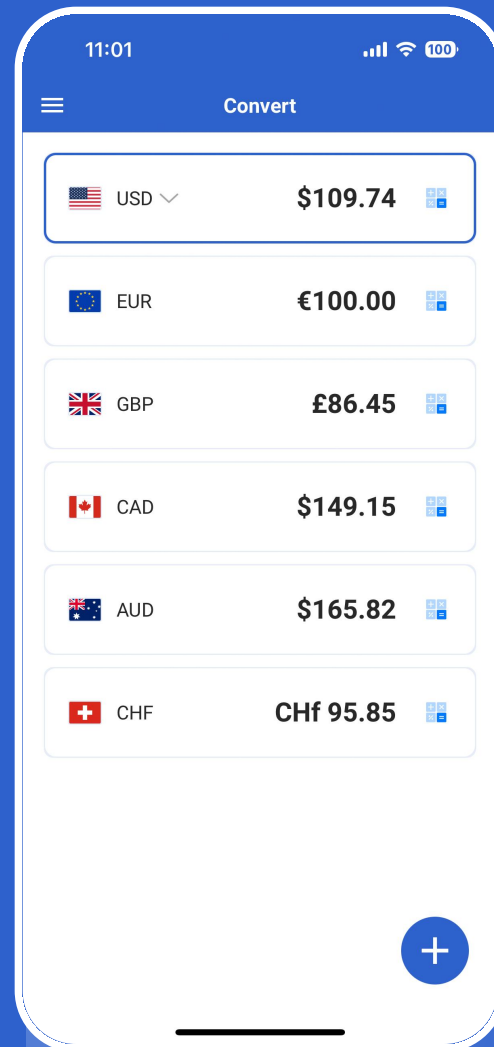 11:01
100
Convert
USD $109.74
EUR €100.00
GBP £86.45
CAD $149.15
AUD $165.82
CHF CHf 95.85